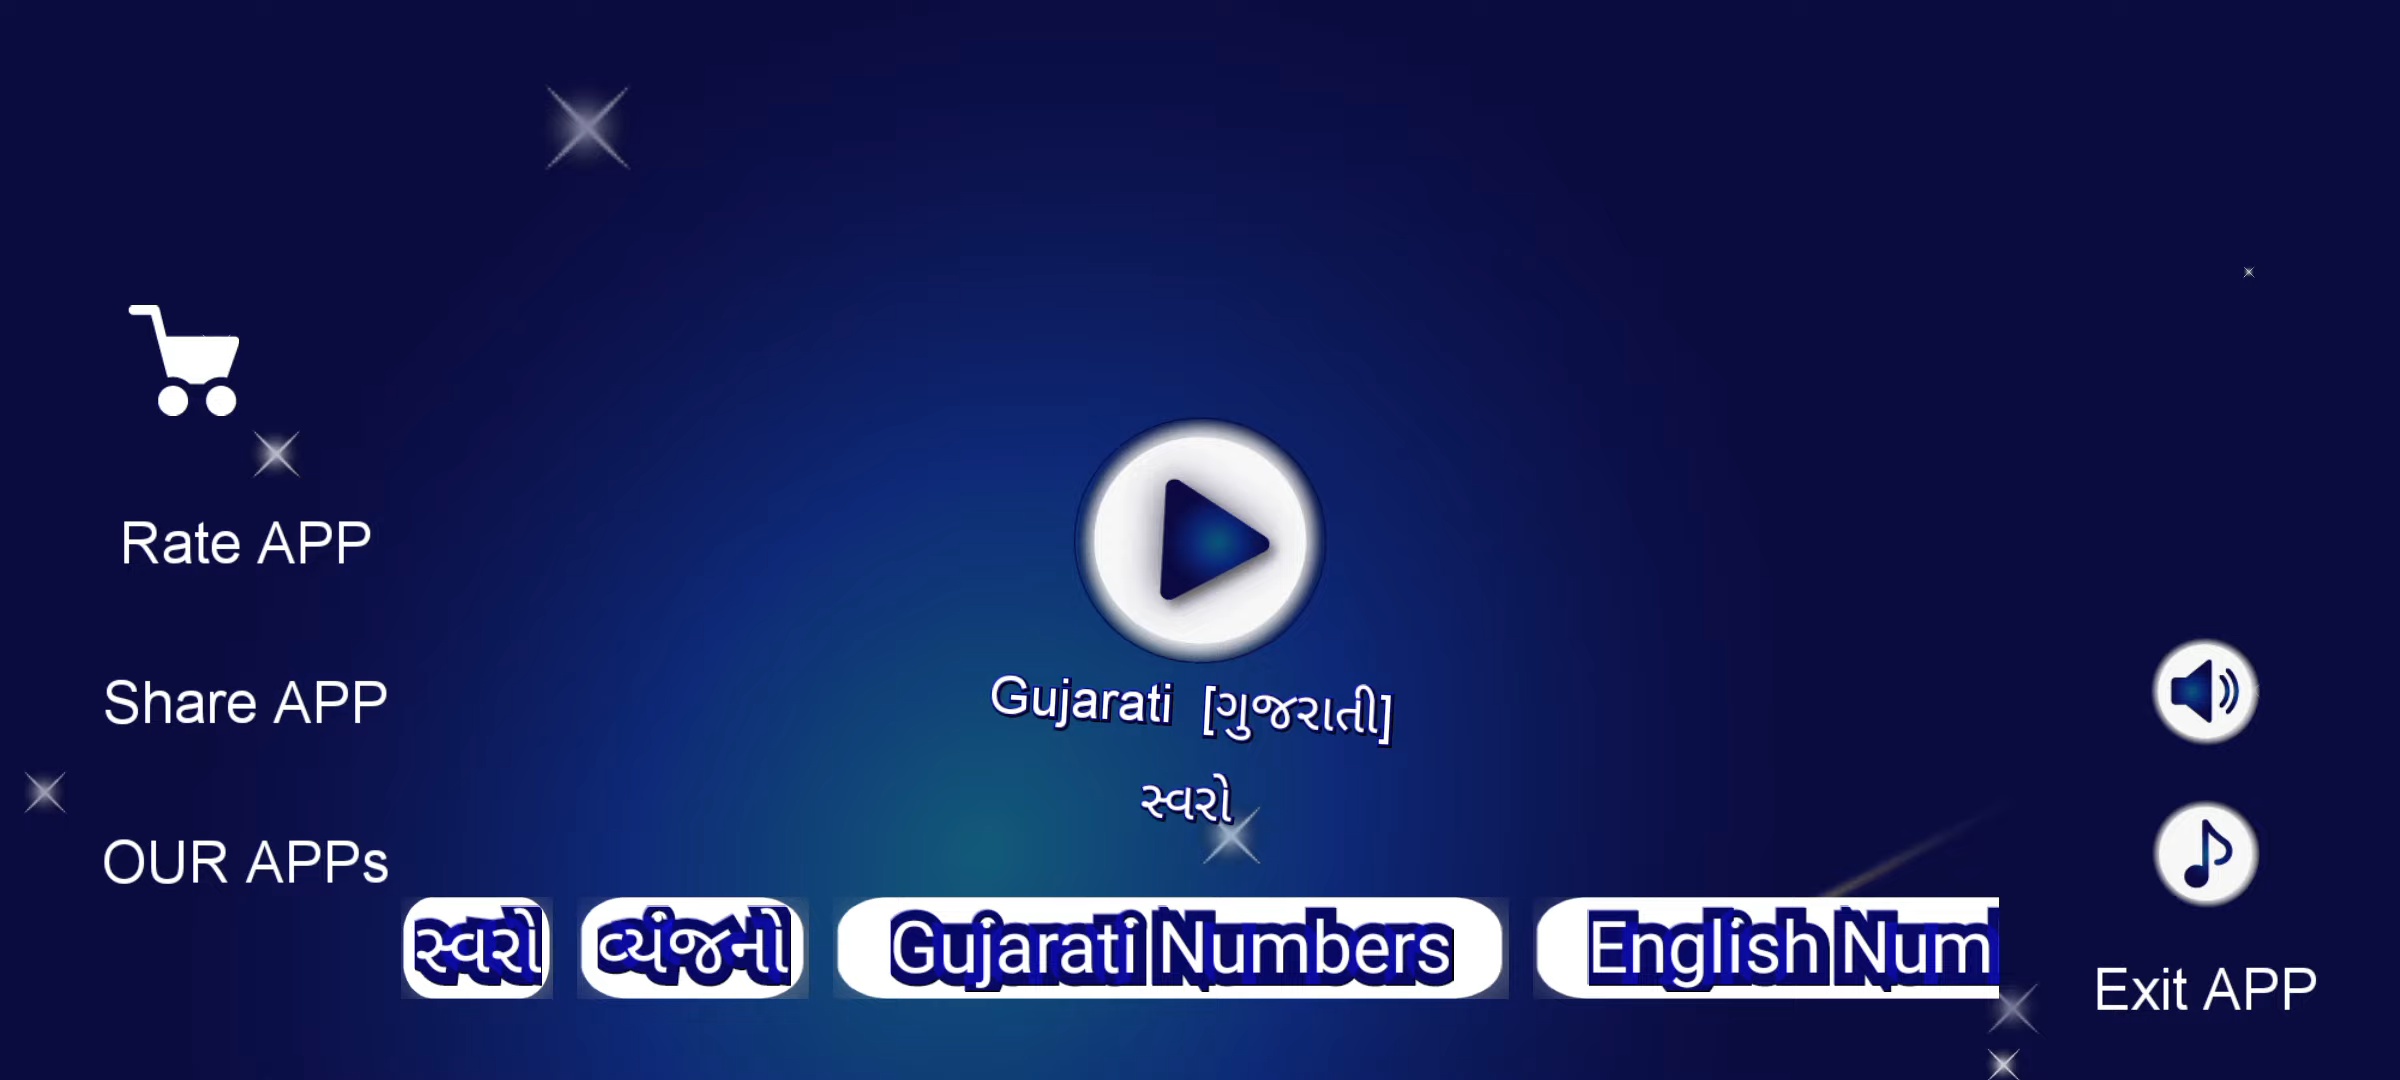 Rate APP
Share APP
OUR APPs
Gujarati [ગુજરાતી]
સ્વરો
સ્વરો
વ્યંજનો
Gujarati Numbers
English Num
Exit APP